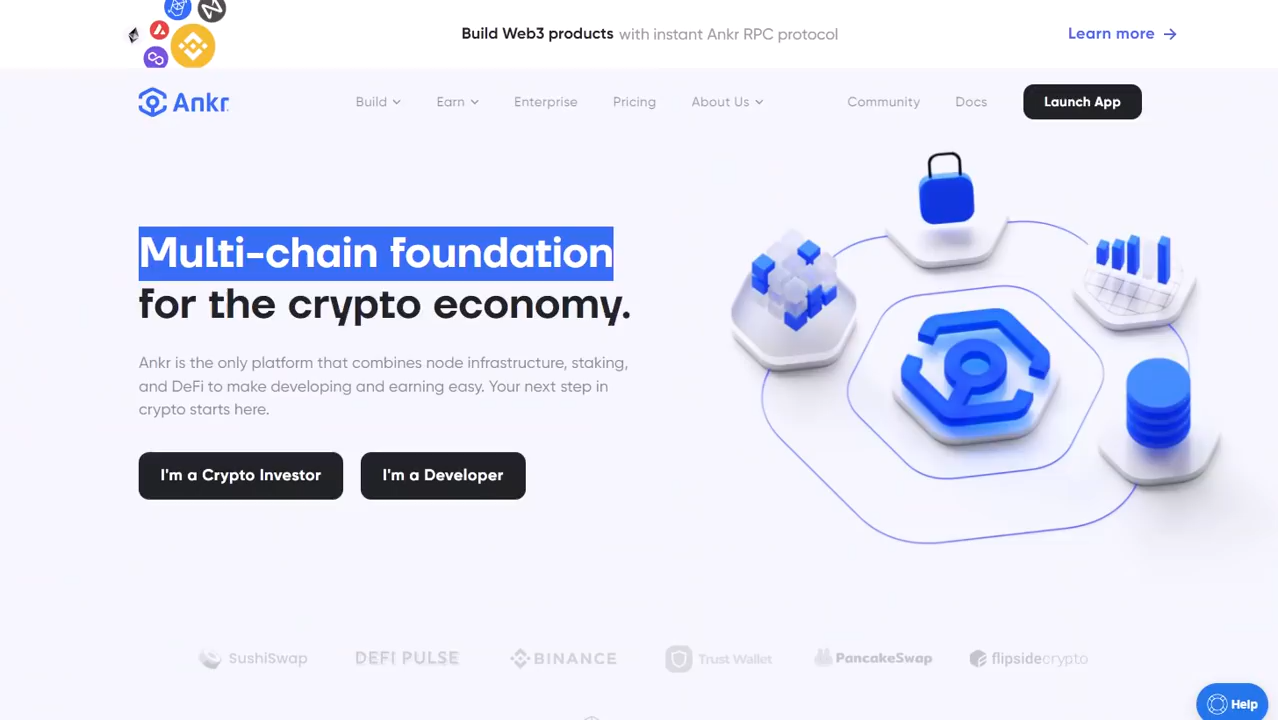 Build Web3 products with instant Ankr RPC protocol
Learn more →
Ankr
Build
Earn
Enterprise
Pricing
About Us
Community
Docs
Launch App
Multi-chain foundation
for the crypto economy.
Ankr is the only platform that combines node infrastructure, staking,
and DeFi to make developing and earning easy. Your next step in
crypto starts here.
I'm a Crypto Investor
I'm a Developer
SushiSwap
DEFI PULSE
BINANCE
Trust Wallet
PancakeSwap
flipsidecrypto
Help